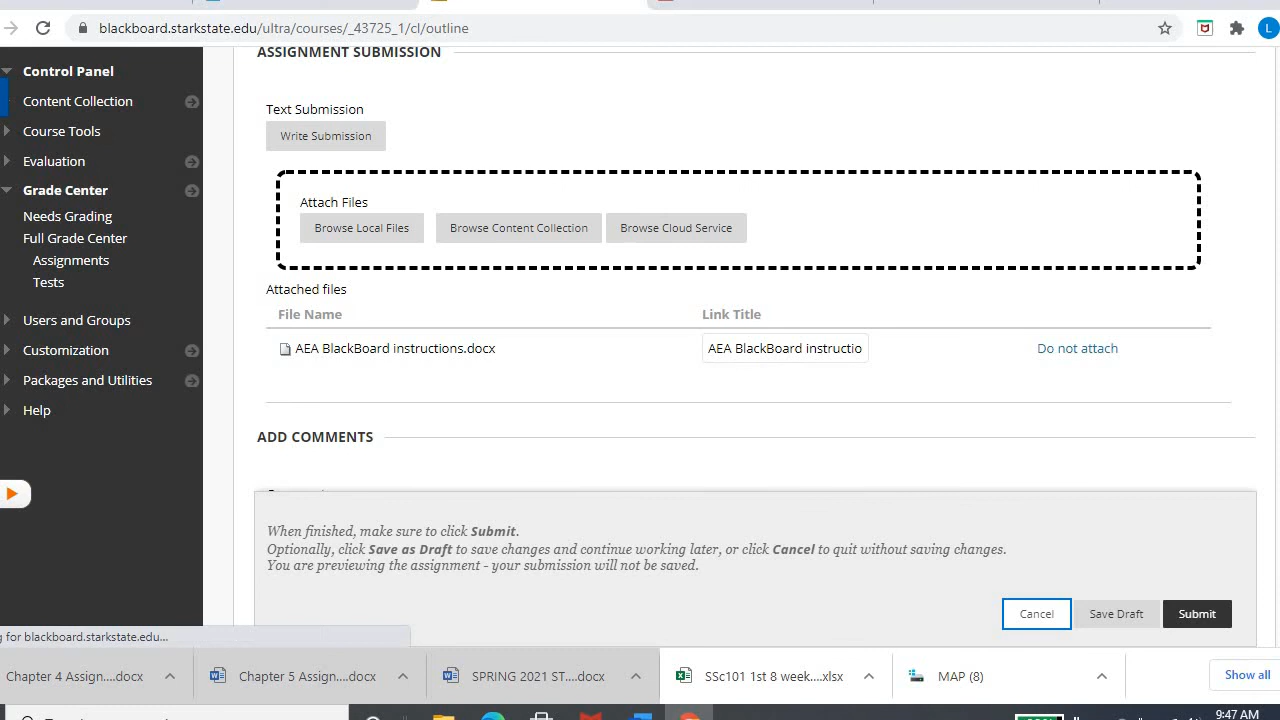 blackboard.starkstate.edu/ultra/courses/_43725_1/cl/outline
L
Control Panel
Content Collection
Course Tools
Evaluation
Grade Center
Needs Grading
Full Grade Center
Assignments
Tests
Users and Groups
Customization
Packages and Utilities
Help
ASSIGNMENT SUBMISSION
Text Submission
Write Submission
Attach Files
Browse Local Files Browse Content Collection Browse Cloud Service
Attached files
File Name Link Title
AEA BlackBoard instructions.docx AEA BlackBoard instructio Do not attach
ADD COMMENTS
When finished, make sure to click Submit.
Optionally, click Save as Draft to save changes and continue working later, or click Cancel to quit without saving changes.
You are previewing the assignment - your submission will not be saved.
Cancel Save Draft Submit
g for blackboard.starkstate.edu...
Chapter 4 Assign....docx Chapter 5 Assign....docx SPRING 2021 ST....docx SSc101 1st 8 week....xlsx MAP (8) Show all
9:47 AM